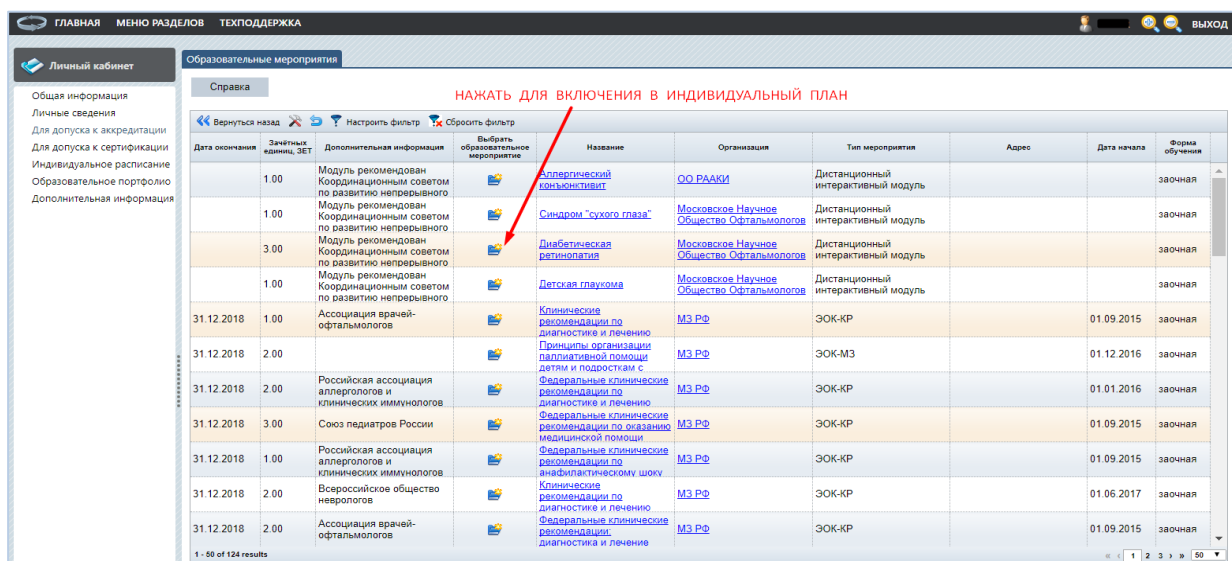 ГЛАВНАЯ МЕНЮ РАЗДЕЛОВ ТЕХПОДДЕРЖКА ВЫХОД
Личный кабинет
Общая информация
Личные сведения
Для допуска к аккредитации
Для допуска к сертификации
Индивидуальное расписание
Образовательное портфолио
Дополнительная информация
Образовательные мероприятия
Справка
НАЖАТЬ ДЛЯ ВКЛЮЧЕНИЯ В ИНДИВИДУАЛЬНЫЙ ПЛАН
Вернуться назад Настроить фильтр Сбросить фильтр
Дата окончания Зачётных единиц, ЗЕТ Дополнительная информация Выбрать образовательное мероприятие Название Организация Тип мероприятия Адрес Дата начала Форма обучения
1.00 Модуль рекомендован Координационным советом по развитию непрерывного Аллергический конъюнктивит ОО РААКИ Дистанционный интерактивный модуль заочная
1.00 Модуль рекомендован Координационным советом по развитию непрерывного Синдром "сухого глаза" Московское Научное Общество Офтальмологов Дистанционный интерактивный модуль заочная
3.00 Модуль рекомендован Координационным советом по развитию непрерывного Диабетическая ретинопатия Московское Научное Общество Офтальмологов Дистанционный интерактивный модуль заочная
1.00 Модуль рекомендован Координационным советом по развитию непрерывного Детская глаукома Московское Научное Общество Офтальмологов Дистанционный интерактивный модуль заочная
31.12.2018 1.00 Ассоциация врачей-офтальмологов Клинические рекомендации по диагностике и лечению МЗ РФ ЭОК-КР 01.09.2015 заочная
31.12.2018 2.00 Принципы организации паллиативной помощи детям и подросткам с МЗ РФ ЭОК-МЗ 01.12.2016 заочная
31.12.2018 2.00 Российская ассоциация аллергологов и клинических иммунологов Федеральные клинические рекомендации по диагностике и лечению МЗ РФ ЭОК-КР 01.01.2016 заочная
31.12.2018 3.00 Союз педиатров России Федеральные клинические рекомендации по оказанию медицинской помощи МЗ РФ ЭОК-КР 01.09.2015 заочная
31.12.2018 1.00 Российская ассоциация аллергологов и клинических иммунологов Федеральные клинические рекомендации по анафилактическому шоку МЗ РФ ЭОК-КР 01.09.2015 заочная
31.12.2018 2.00 Всероссийское общество неврологов Клинические рекомендации по диагностике и лечению МЗ РФ ЭОК-КР 01.06.2017 заочная
31.12.2018 2.00 Ассоциация врачей-офтальмологов Федеральные клинические рекомендации: диагностика и лечение МЗ РФ ЭОК-КР 01.09.2015 заочная
1 - 50 of 124 results « ‹ 1 2 3 › » 50